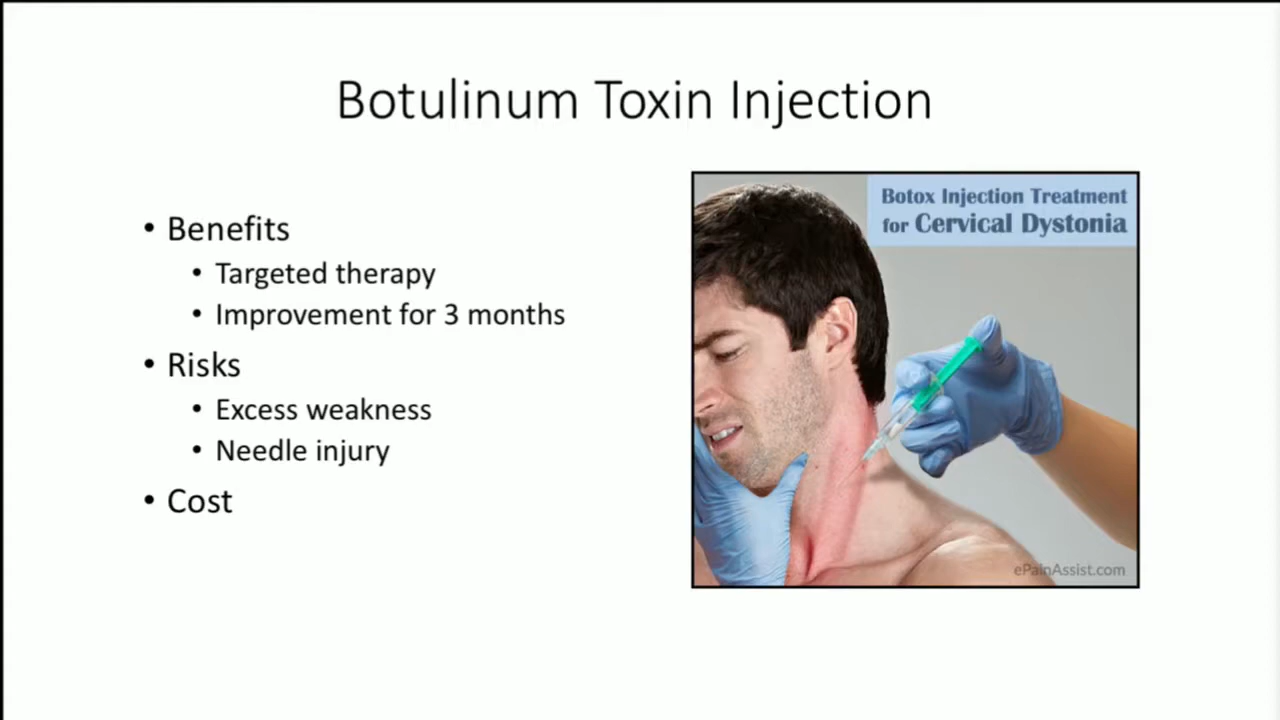 Botulinum Toxin Injection
• Benefits
• Targeted therapy
• Improvement for 3 months
• Risks
• Excess weakness
• Needle injury
• Cost
Botox Injection Treatment
for Cervical Dystonia
ePainAssist.com